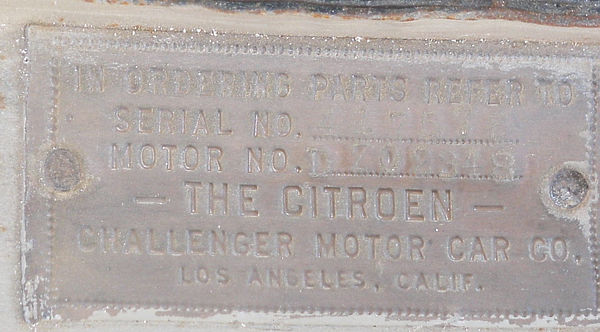 IN ORDERING PARTS REFER TO
SERIAL NO.
MOTOR NO.
— THE CITROEN —
CHALLENGER MOTOR CAR CO.
LOS ANGELES, CALIF.